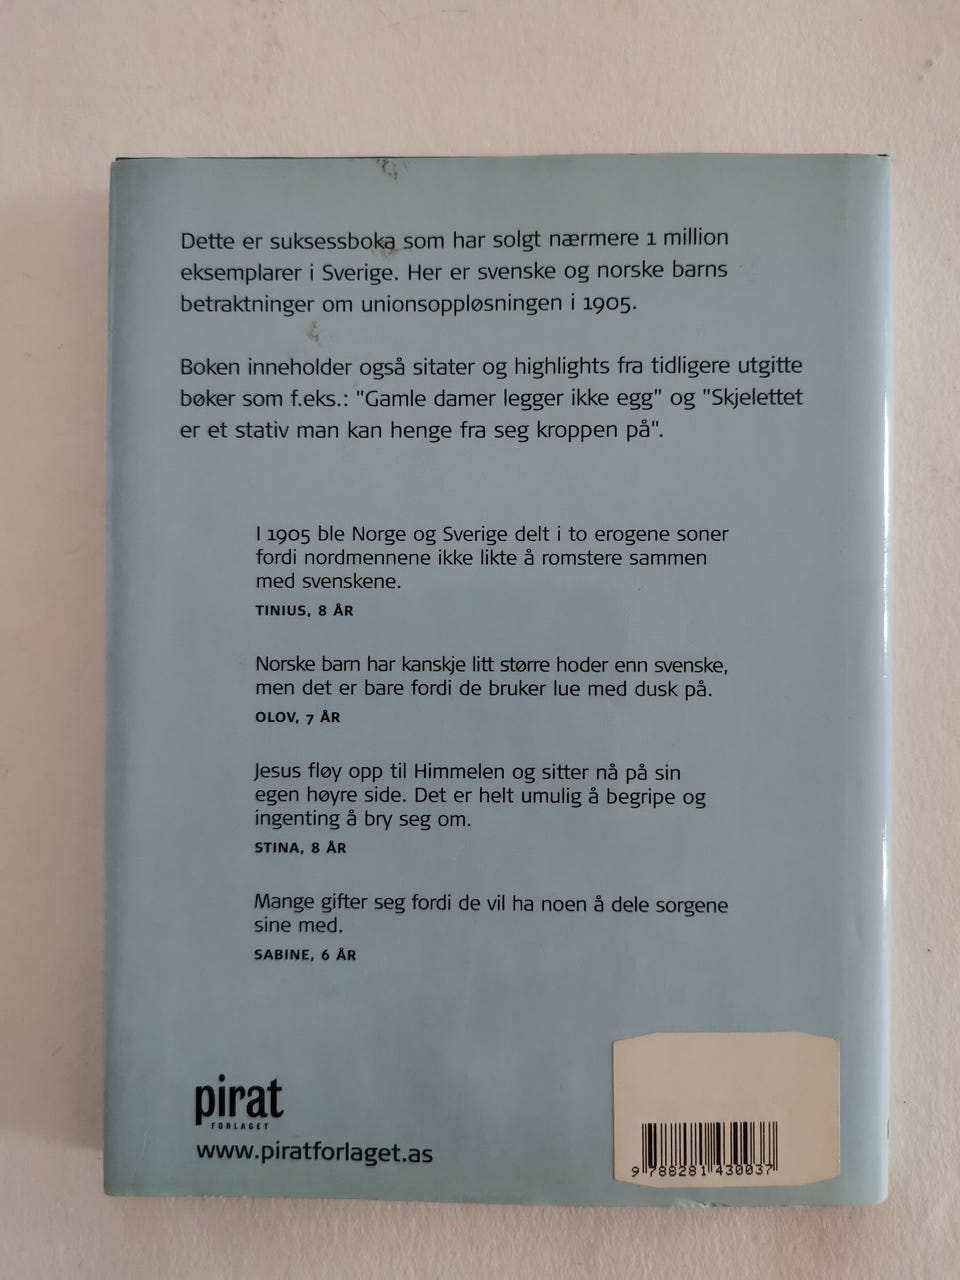 Dette er suksessboka som har solgt nærmere 1 million
eksemplarer i Sverige. Her er svenske og norske barns
betraktninger om unionsoppløsningen i 1905.
Boken inneholder også sitater og highlights fra tidligere utgitte
bøker som f.eks.: "Gamle damer legger ikke egg" og "Skjelettet
er et stativ man kan henge fra seg kroppen på".
I 1905 ble Norge og Sverige delt i to erogene soner
fordi nordmennene ikke likte å romstere sammen
med svenskene.
TINIUS, 8 ÅR
Norske barn har kanskje litt større hoder enn svenske,
men det er bare fordi de bruker lue med dusk på.
OLOV, 7 ÅR
Jesus fløy opp til Himmelen og sitter nå på sin
egen høyre side. Det er helt umulig å begripe og
ingenting å bry seg om.
STINA, 8 ÅR
Mange gifter seg fordi de vil ha noen å dele sorgene
sine med.
SABINE, 6 ÅR
pirat
FORLAGET
www.piratforlaget.as
9 788281 430037